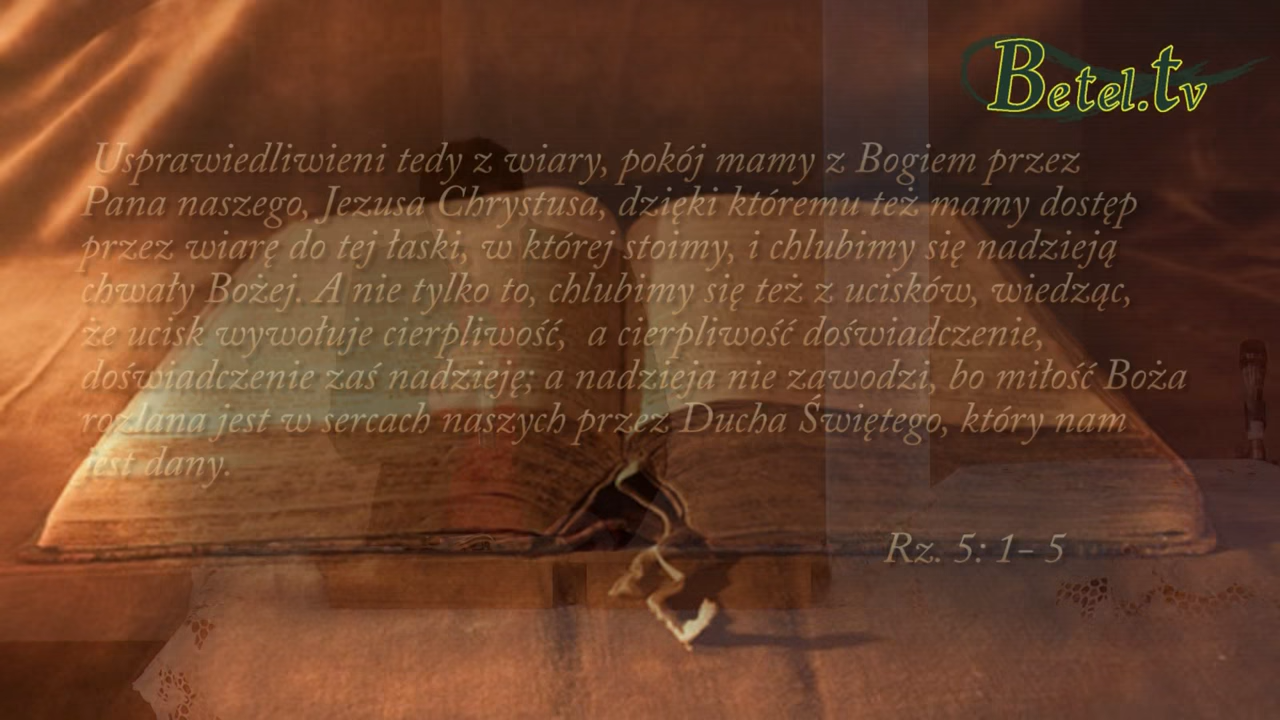 Betel.tv
Usprawiedliwieni tedy z wiary, pokój mamy z Bogiem przez
Pana naszego, Jezusa Chrystusa, dzięki któremu też mamy dostęp
przez wiarę do tej łaski, w której stoimy, i chlubimy się nadzieją
chwały Bożej. A nie tylko to, chlubimy się też z ucisków, wiedząc,
że ucisk wywołuje cierpliwość, a cierpliwość doświadczenie,
doświadczenie zaś nadzieję; a nadzieja nie zawodzi, bo miłość Boża
rozlana jest w sercach naszych przez Ducha Świętego, który nam
jest dany.
Rz. 5: 1- 5